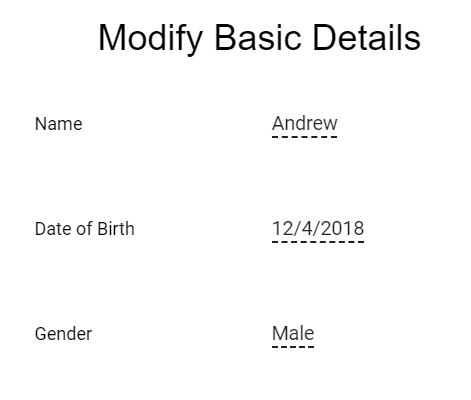 Modify Basic Details
Name Andrew
Date of Birth 12/4/2018
Gender Male